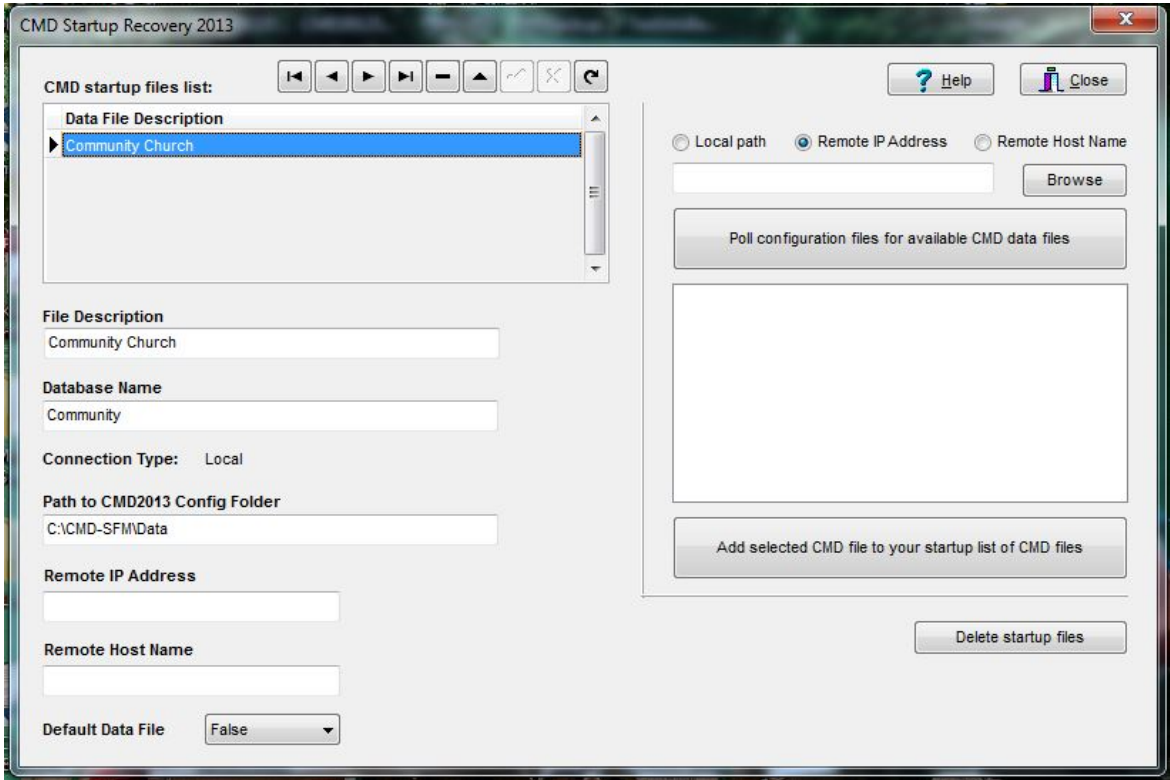 CMD Startup Recovery 2013
CMD startup files list:
Help
Close
Data File Description
Community Church
Local path
Remote IP Address
Remote Host Name
Browse
Poll configuration files for available CMD data files
File Description
Community Church
Database Name
Community
Connection Type: Local
Path to CMD2013 Config Folder
C:\CMD-SFM\Data
Add selected CMD file to your startup list of CMD files
Remote IP Address
Remote Host Name
Delete startup files
Default Data File False